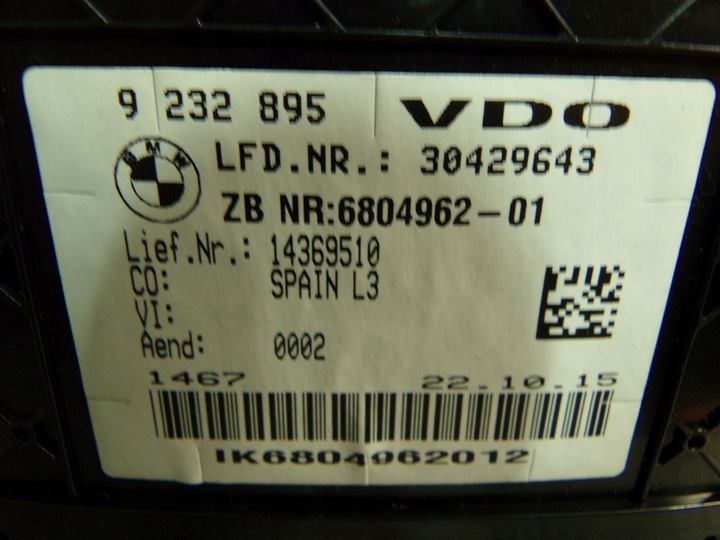 9 232 895 VDO
BMW
LFD.NR.: 30429643
ZB NR:6804962-01
Lief.Nr.: 14369510
CO: SPAIN L3
VI:
Aend: 0002
1467 22.10.15
IK6804962012